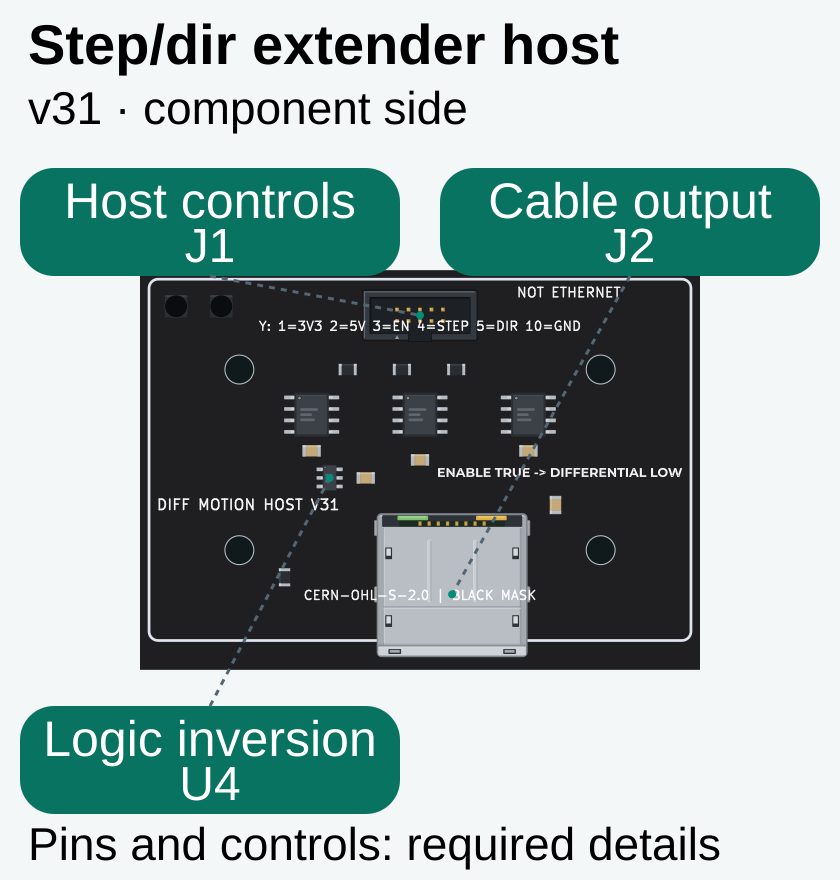 Step/dir extender host
v31 · component side
Host controls
J1
Cable output
J2
NOT ETHERNET
Y: 1=3V3 2=5V 3=EN 4=STEP 5=DIR 10=GND
ENABLE TRUE -> DIFFERENTIAL LOW
DIFF MOTION HOST V31
CERN-OHL-S-2.0 | BLACK MASK
Logic inversion
U4
Pins and controls: required details